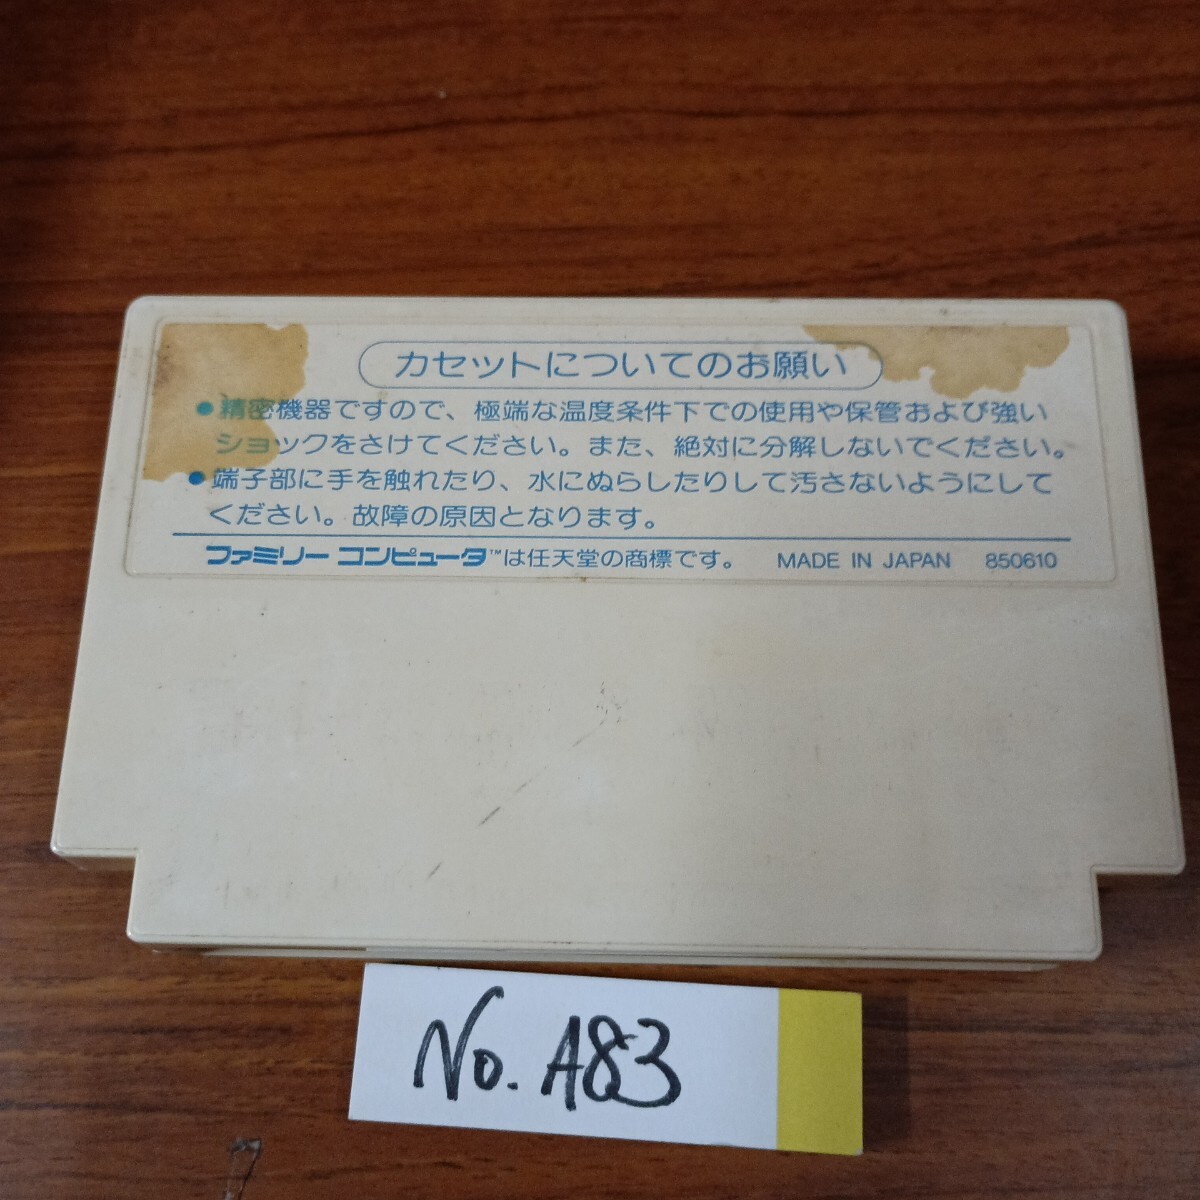 カセットについてのお願い
●精密機器ですので、極端な温度条件下での使用や保管および強い
ショックをさけてください。また、絶対に分解しないでください。
●端子部に手を触れたり、水にぬらしたりして汚さないようにして
ください。故障の原因となります。
ファミリー コンピュータ™は任天堂の商標です。 MADE IN JAPAN 850610
No. A83